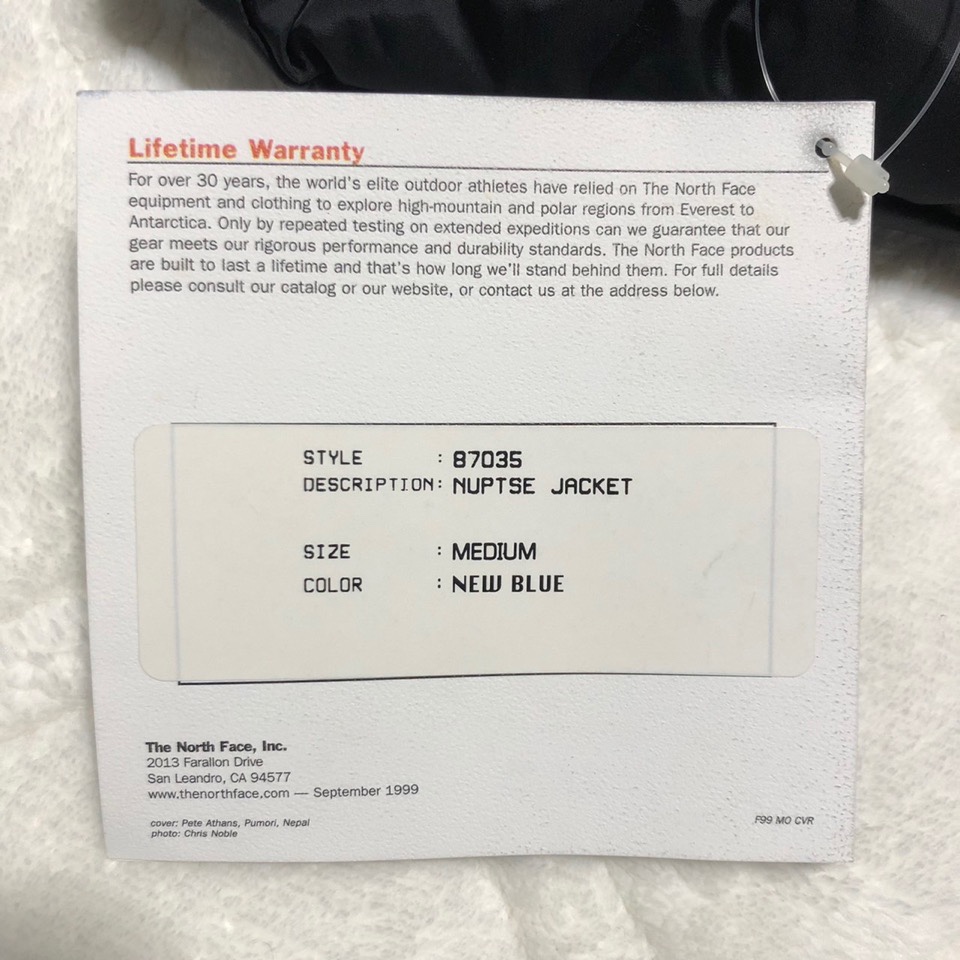 Lifetime Warranty
For over 30 years, the world's elite outdoor athletes have relied on The North Face
equipment and clothing to explore high-mountain and polar regions from Everest to
Antarctica. Only by repeated testing on extended expeditions can we guarantee that our
gear meets our rigorous performance and durability standards. The North Face products
are built to last a lifetime and that's how long we'll stand behind them. For full details
please consult our catalog or our website, or contact us at the address below.
STYLE : 87035
DESCRIPTION: NUPTSE JACKET
SIZE : MEDIUM
COLOR : NEW BLUE
The North Face, Inc.
2013 Farallon Drive
San Leandro, CA 94577
www.thenorthface.com — September 1999
cover: Pete Athans, Pumori, Nepal
photo: Chris Noble
F99 MO CVR